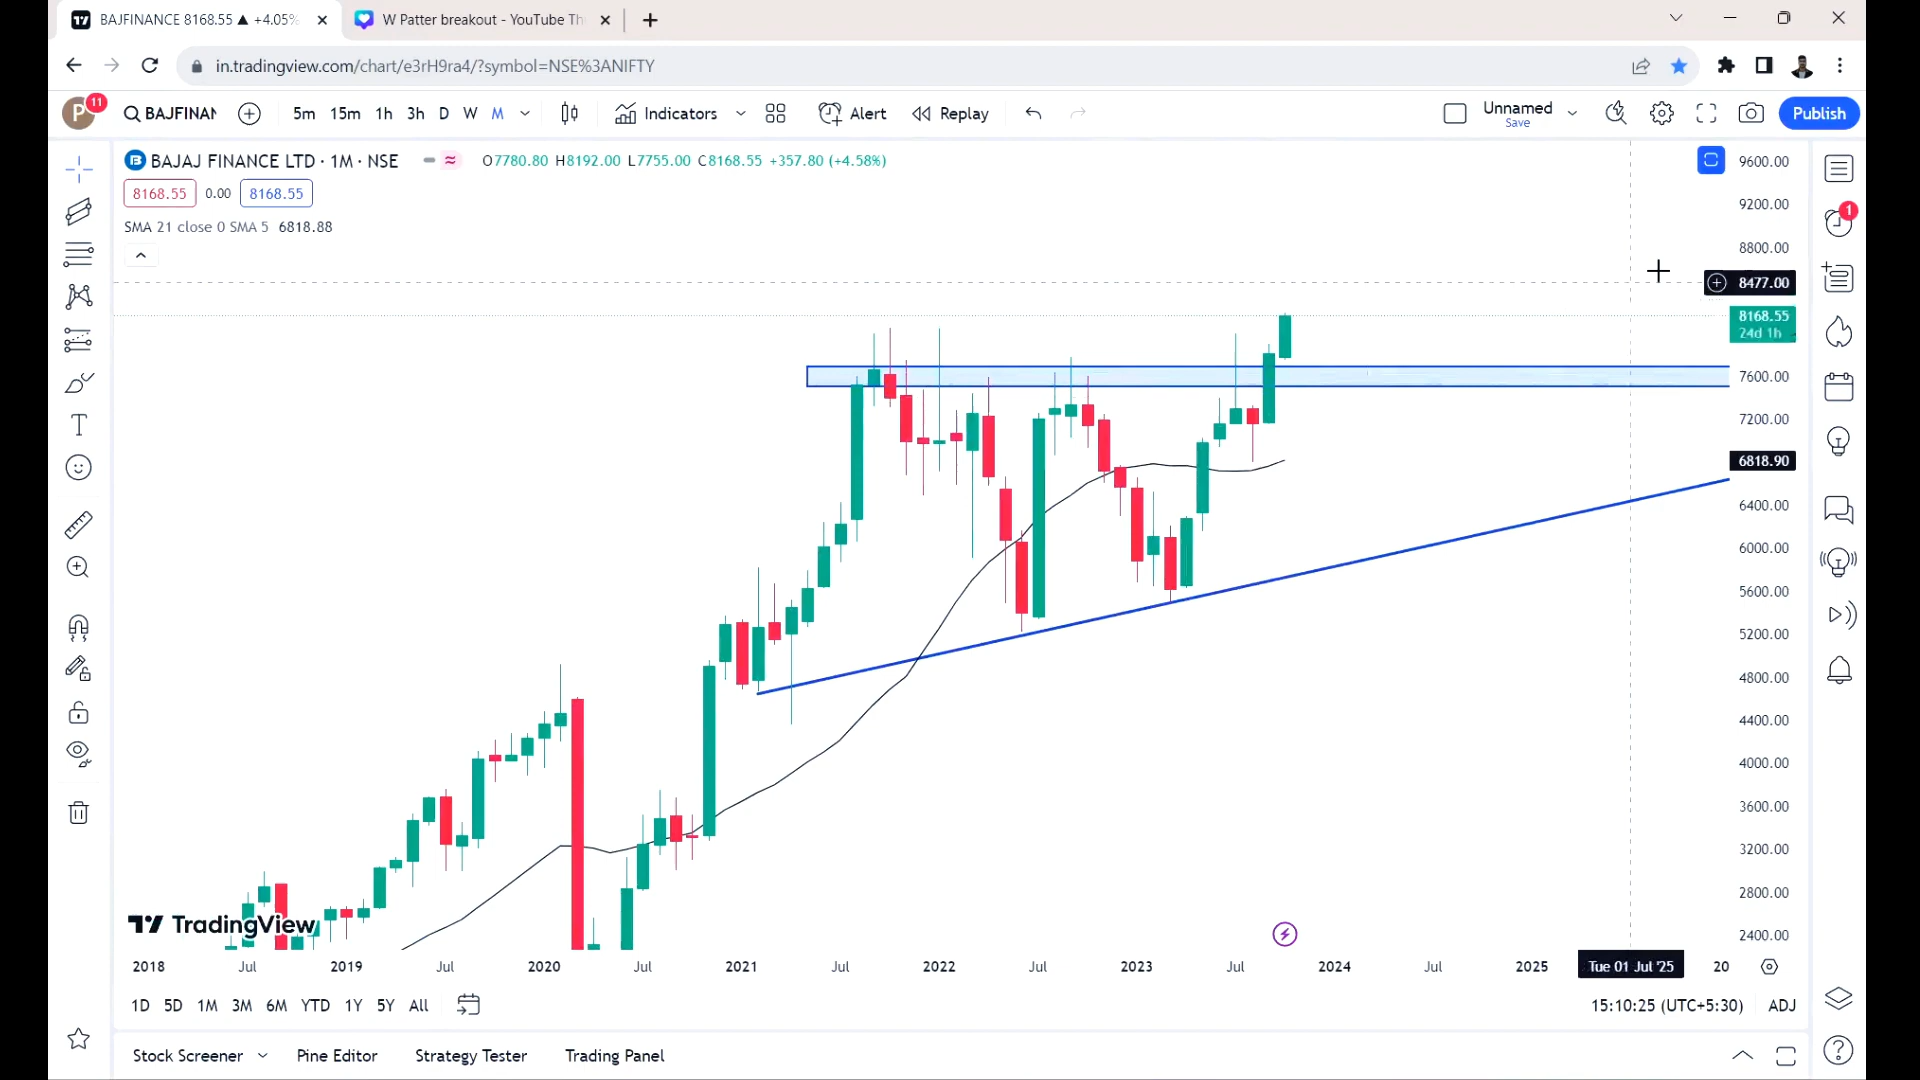 BAJFINANCE 8168.55 ▲ +4.05%
W Patter breakout - YouTube Th
in.tradingview.com/chart/e3rH9ra4/?symbol=NSE%3ANIFTY
P 11 BAJFINAN 5m 15m 1h 3h D W M Indicators Alert Replay Unnamed Save Publish
BAJAJ FINANCE LTD · 1M · NSE O7780.80 H8192.00 L7755.00 C8168.55 +357.80 (+4.58%)
8168.55 0.00 8168.55
SMA 21 close 0 SMA 5 6818.88
9600.00
9200.00
1
8800.00
8477.00
8168.55
24d 1h
7600.00
7200.00
6818.90
6400.00
6000.00
5600.00
5200.00
4800.00
4400.00
4000.00
3600.00
3200.00
2800.00
2400.00
TradingView
2018 Jul 2019 Jul 2020 Jul 2021 Jul 2022 Jul 2023 Jul 2024 Jul 2025 Tue 01 Jul '25 20
1D 5D 1M 3M 6M YTD 1Y 5Y All 15:10:25 (UTC+5:30) ADJ
Stock Screener Pine Editor Strategy Tester Trading Panel